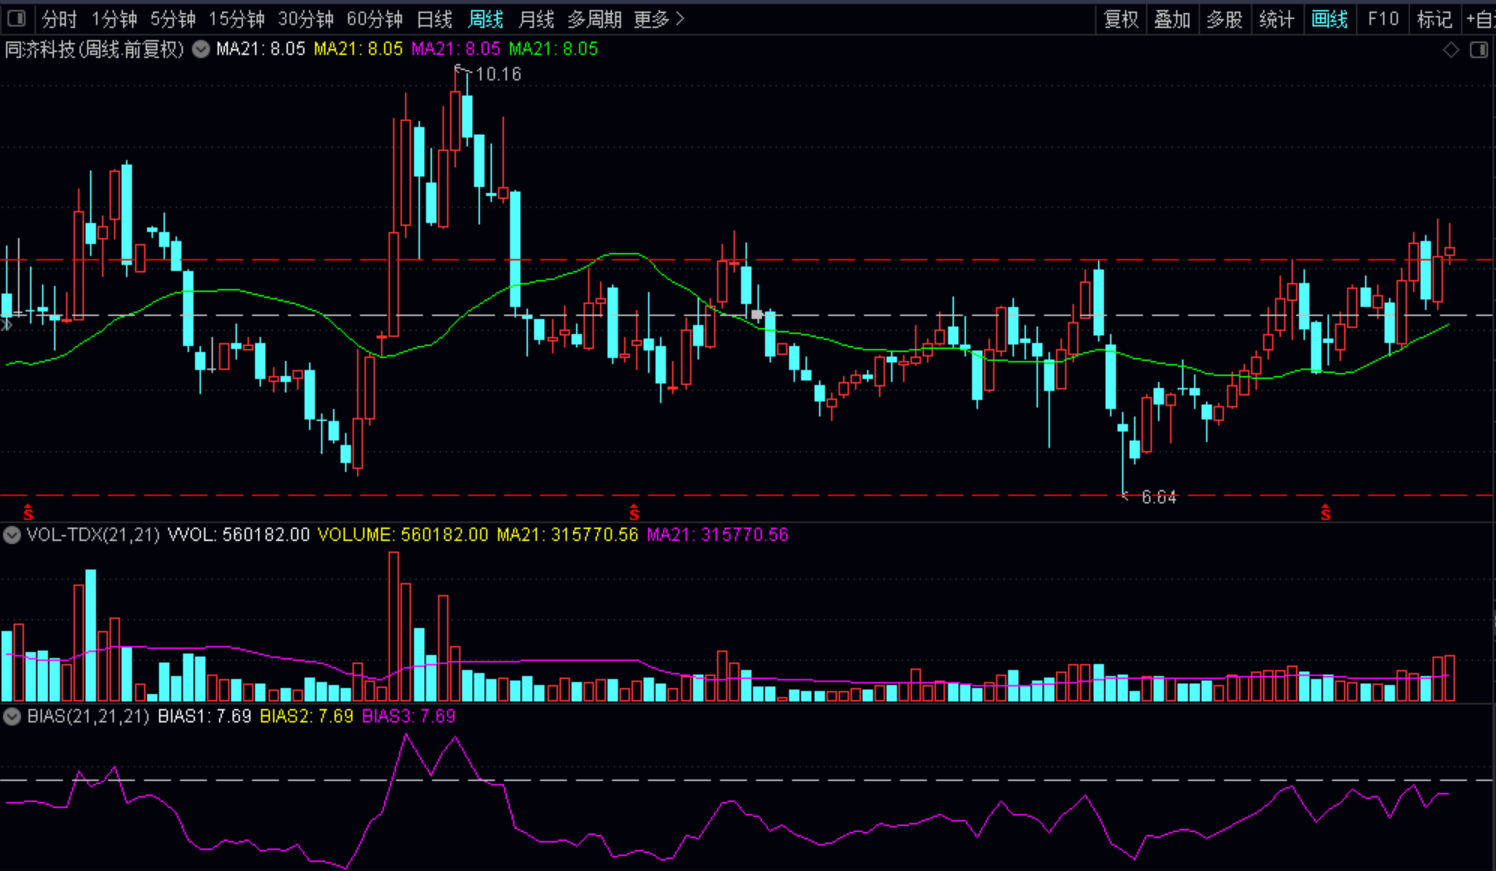 分时 1分钟 5分钟 15分钟 30分钟 60分钟 日线 周线 月线 多周期 更多 复权 叠加 多股 统计 画线 F10 标记 +自
同济科技(周线.前复权) MA21: 8.05 MA21: 8.05 MA21: 8.05 MA21: 8.05
10.16
6.64
S S S
VOL-TDX(21,21) VVOL: 560182.00 VOLUME: 560182.00 MA21: 315770.56 MA21: 315770.56
BIAS(21,21,21) BIAS1: 7.69 BIAS2: 7.69 BIAS3: 7.69